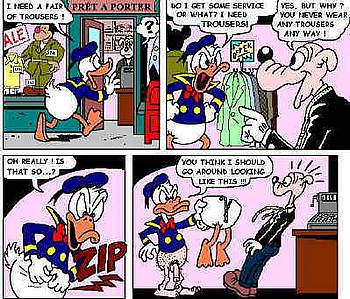 I NEED A PAIR
OF TROUSERS !
PRÊT A PORTER
SALE
DO I GET SOME SERVICE
OR WHAT? I NEED
TROUSERS!
YES, BUT WHY ?
YOU NEVER WEAR
ANY TROUSERS
ANY WAY !
OH REALLY ! IS
THAT SO...?
ZIP
YOU THINK I SHOULD
GO AROUND LOOKING
LIKE THIS !!!